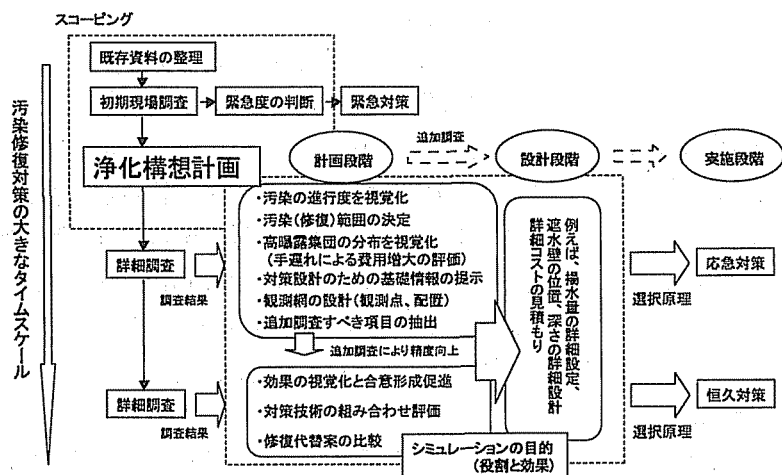 スコーピング
既存資料の整理
初期現場調査
緊急度の判断
緊急対策
浄化構想計画
計画段階
追加調査
設計段階
実施段階
汚染修復対策の大きなタイムスケール
・汚染の進行度を視覚化
・汚染(修復)範囲の決定
・高曝露集団の分布を視覚化
(手遅れによる費用増大の評価)
・対策設計のための基礎情報の提示
・観測網の設計(観測点、配置)
・追加調査すべき項目の抽出
詳細調査
調査結果
追加調査により精度向上
例えば、揚水量の詳細設定、
遮水壁の位置、深さの詳細設計
詳細コストの見積もり
選択原理
応急対策
・効果の視覚化と合意形成促進
・対策技術の組み合わせ評価
・修復代替案の比較
詳細調査
調査結果
選択原理
恒久対策
シミュレーションの目的
(役割と効果)